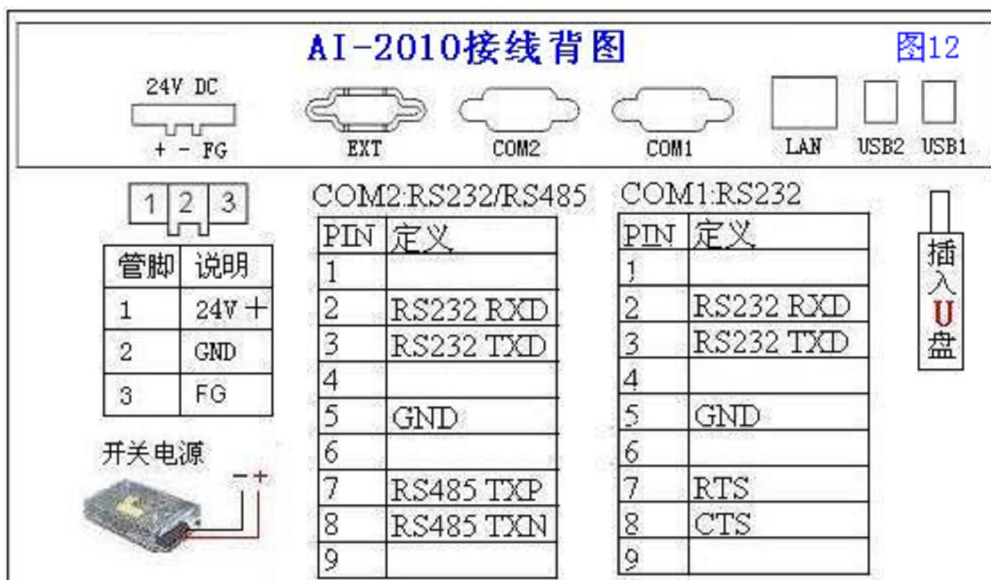 AI-2010接线背图 图12
24V DC
+ - FG EXT COM2 COM1 LAN USB2 USB1
1 2 3
管脚 说明
1 24V+
2 GND
3 FG
开关电源
- +
COM2:RS232/RS485
PIN 定义
1
2 RS232 RXD
3 RS232 TXD
4
5 GND
6
7 RS485 TXP
8 RS485 TXN
9
COM1:RS232
PIN 定义
1
2 RS232 RXD
3 RS232 TXD
4
5 GND
6
7 RTS
8 CTS
9
插入U盘